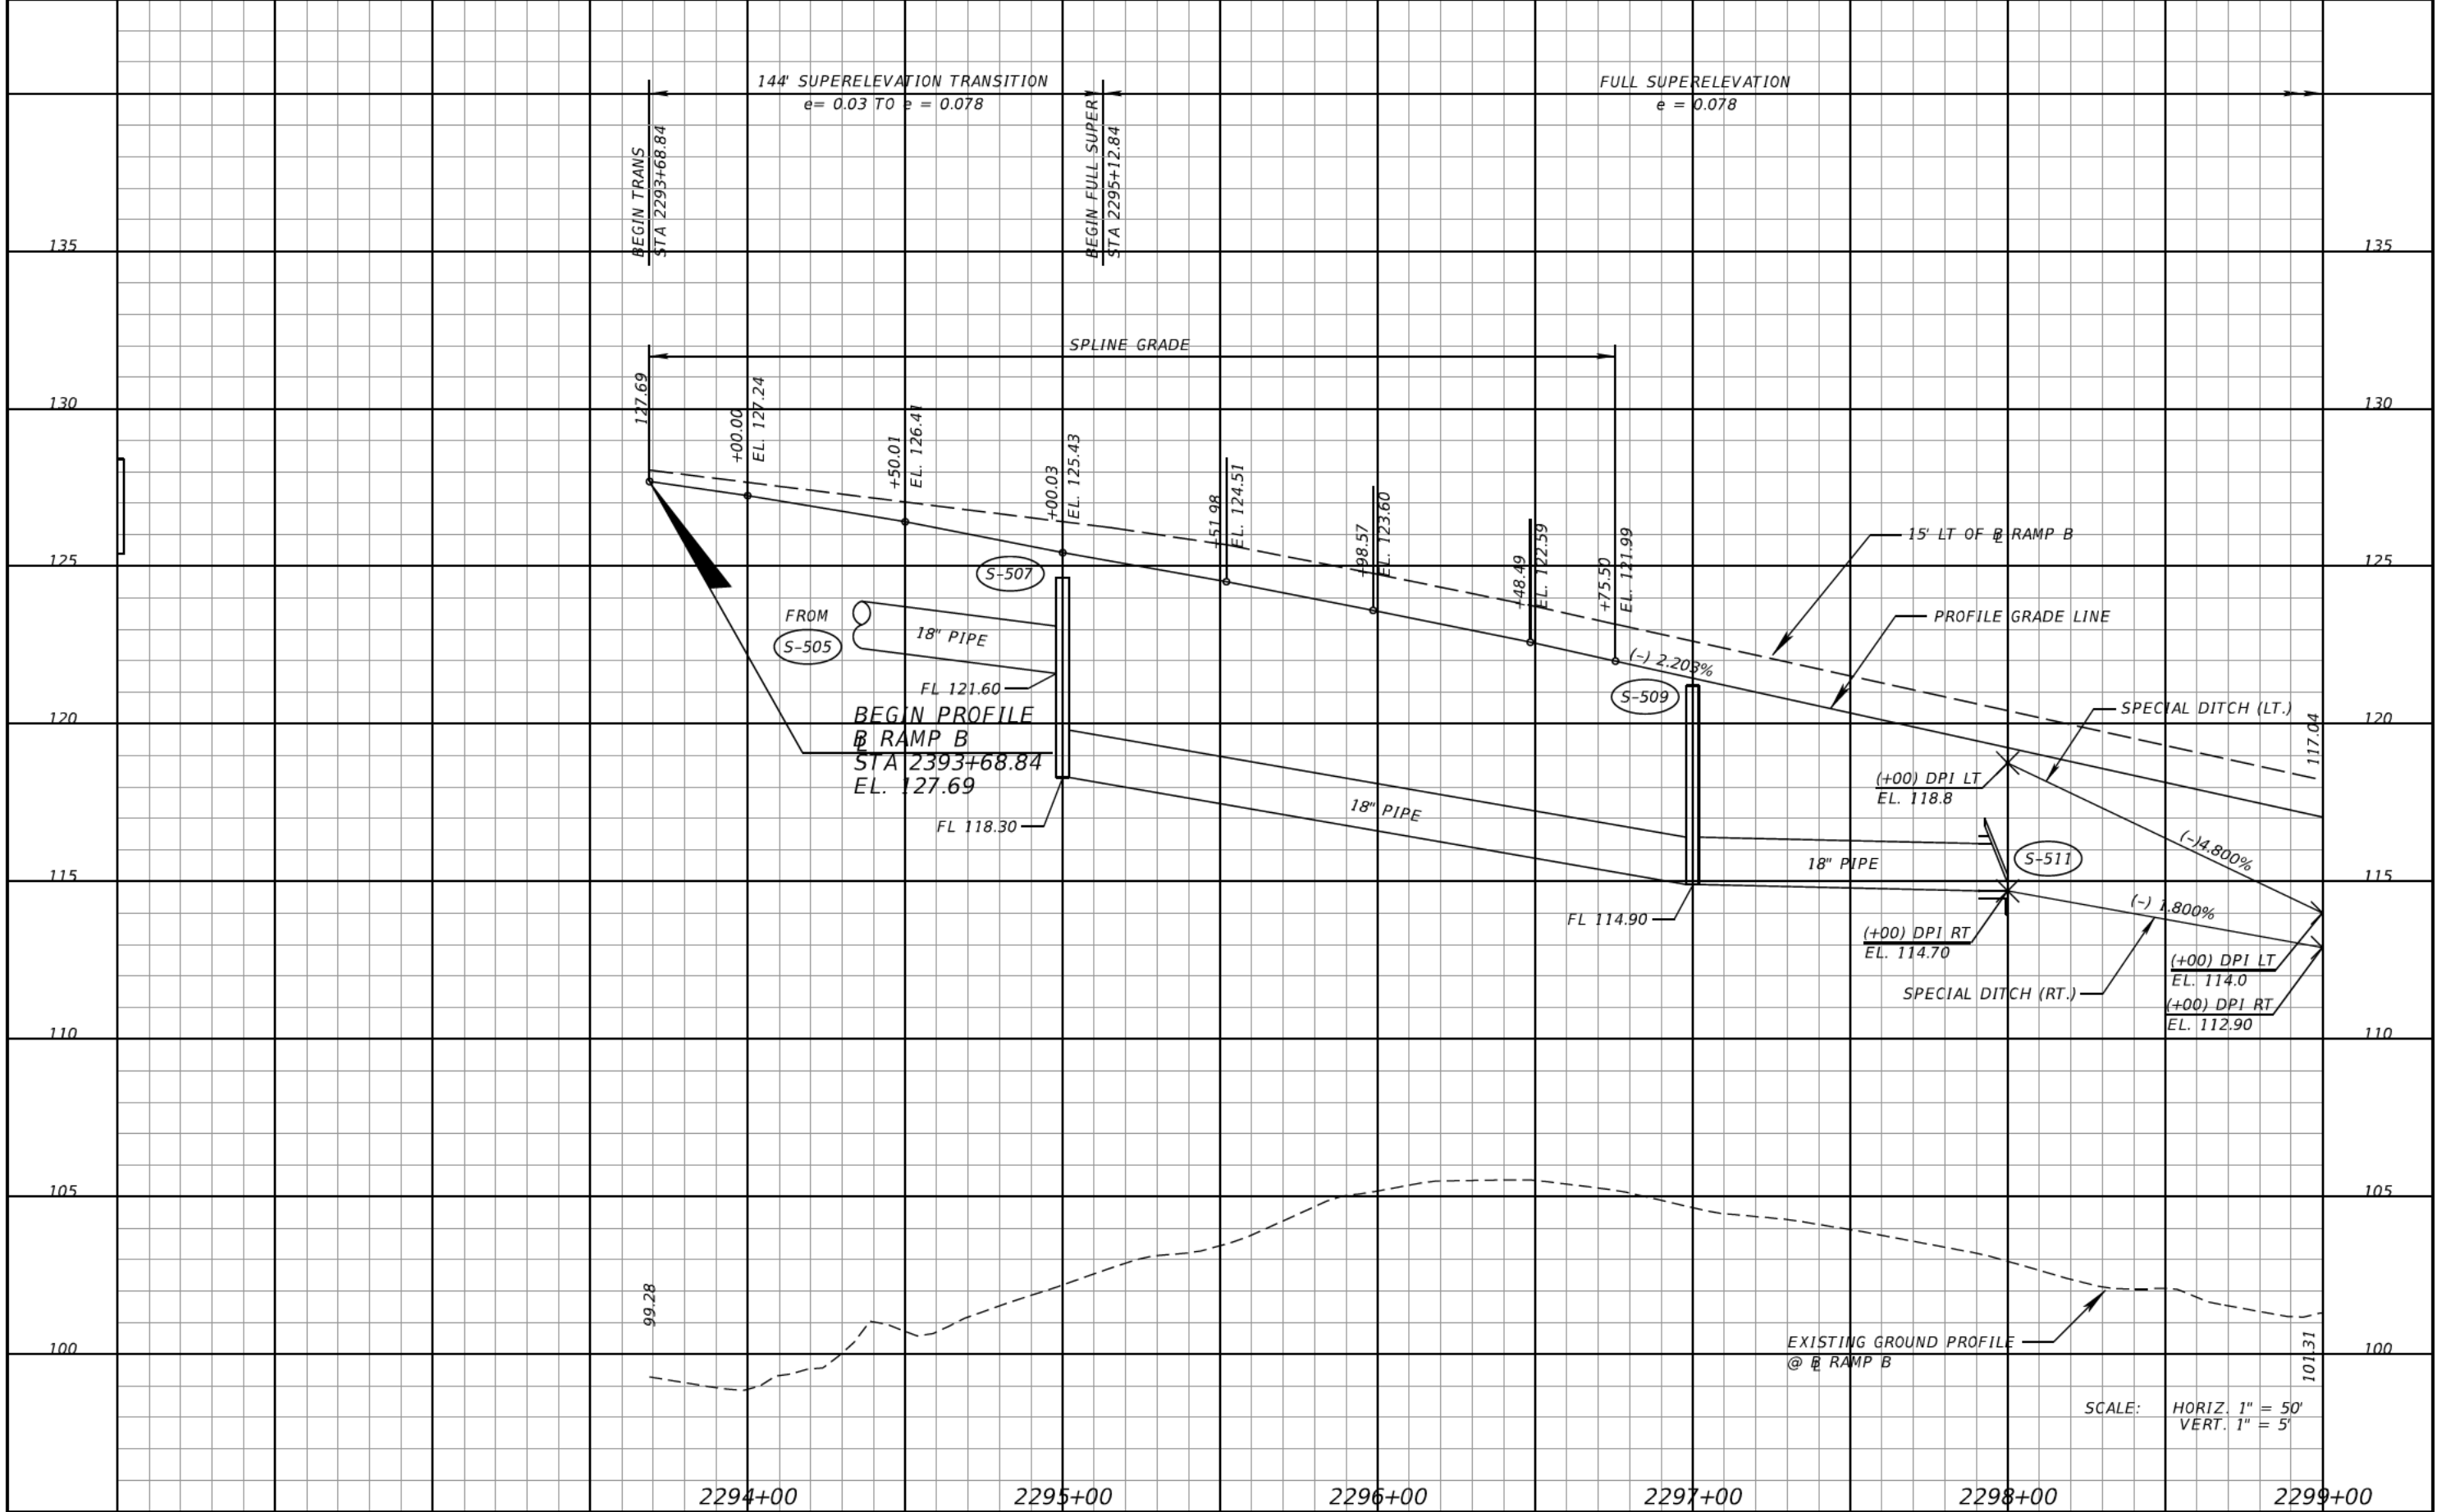 144' SUPERELEVATION TRANSITION
e= 0.03 TO e = 0.078
FULL SUPERELEVATION
e = 0.078
BEGIN TRANS
STA 2293+68.84
BEGIN FULL SUPER
STA 2295+12.84
135
135
SPLINE GRADE
127.69
+00.00
EL. 127.24
+50.01
EL. 126.41
+00.03
EL. 125.43
+51.98
EL. 124.51
+98.57
EL. 123.60
+48.49
EL. 122.59
+75.50
EL. 121.99
130
130
15' LT OF ℄ RAMP B
125
125
S-507
FROM
S-505
18" PIPE
PROFILE GRADE LINE
(-) 2.203%
FL 121.60
S-509
SPECIAL DITCH (LT.)
BEGIN PROFILE
℄ RAMP B
STA 2393+68.84
EL. 127.69
120
120
117.04
(+00) DPI LT
EL. 118.8
18" PIPE
FL 118.30
(-)4.800%
18" PIPE
S-511
115
115
(-) 1.800%
FL 114.90
(+00) DPI RT
EL. 114.70
(+00) DPI LT
EL. 114.0
SPECIAL DITCH (RT.)
(+00) DPI RT
EL. 112.90
110
110
105
105
99.28
EXISTING GROUND PROFILE
@ ℄ RAMP B
100
100
101.31
SCALE: HORIZ. 1" = 50'
VERT. 1" = 5'
2294+00
2295+00
2296+00
2297+00
2298+00
2299+00